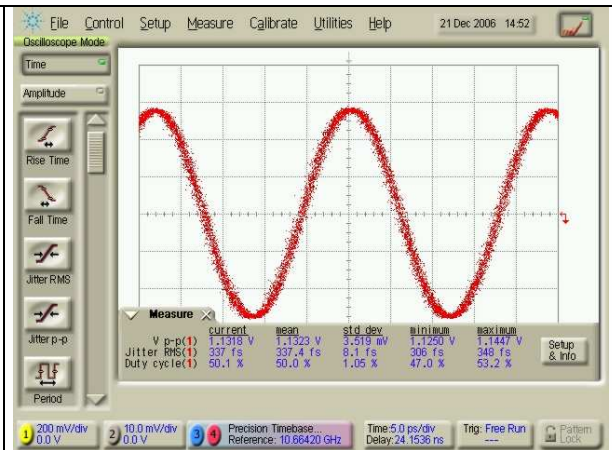 File Control Setup Measure Calibrate Utilities Help 21 Dec 2006 14:52
Oscilloscope Mode
Time
Amplitude
Rise Time
Fall Time
Jitter RMS
Jitter p-p
Period
Measure
current mean std dev minimum maximum
V p-p(1) 1.1318 V 1.1323 V 3.519 mV 1.1250 V 1.1447 V
Jitter RMS(1) 337 fs 337.4 fs 8.1 fs 306 fs 348 fs
Duty cycle(1) 50.1 % 50.0 % 1.05 % 47.0 % 53.2 %
Setup
& Info
1 200 mV/div
0.0 V
2 10.0 mV/div
0.0 V
3 4 Precision Timebase...
Reference: 10.66420 GHz
Time:5.0 ps/div
Delay:24.1536 ns
Trig: Free Run
---
Pattern
Lock